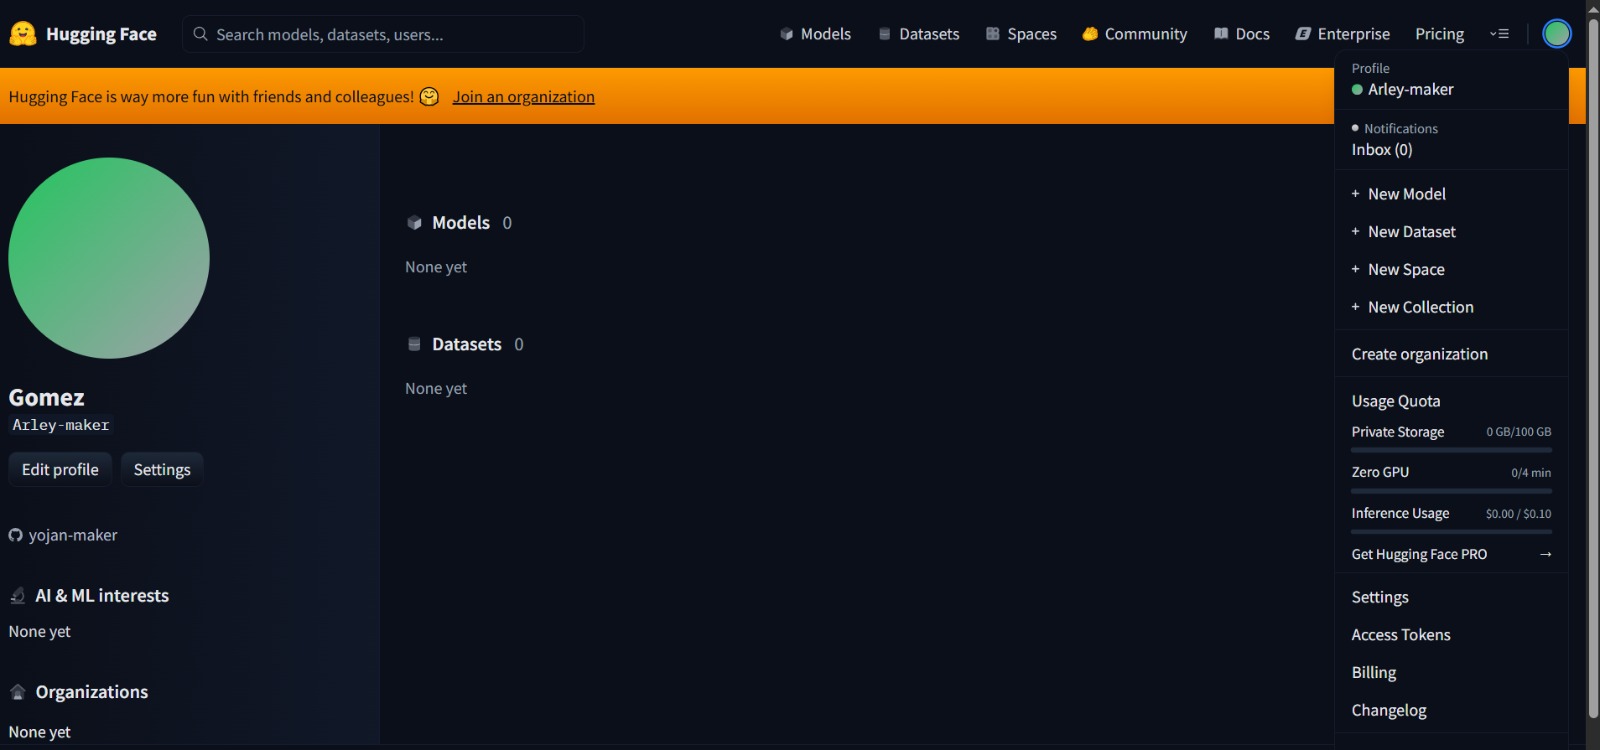 Hugging Face
Search models, datasets, users...
Models
Datasets
Spaces
Community
Docs
Enterprise
Pricing
Hugging Face is way more fun with friends and colleagues! 🤗 Join an organization
Gomez
Arley-maker
Edit profile
Settings
yojan-maker
AI & ML interests
None yet
Organizations
None yet
Models 0
None yet
Datasets 0
None yet
Profile
Arley-maker
Notifications
Inbox (0)
+ New Model
+ New Dataset
+ New Space
+ New Collection
Create organization
Usage Quota
Private Storage 0 GB/100 GB
Zero GPU 0/4 min
Inference Usage $0.00 / $0.10
Get Hugging Face PRO →
Settings
Access Tokens
Billing
Changelog